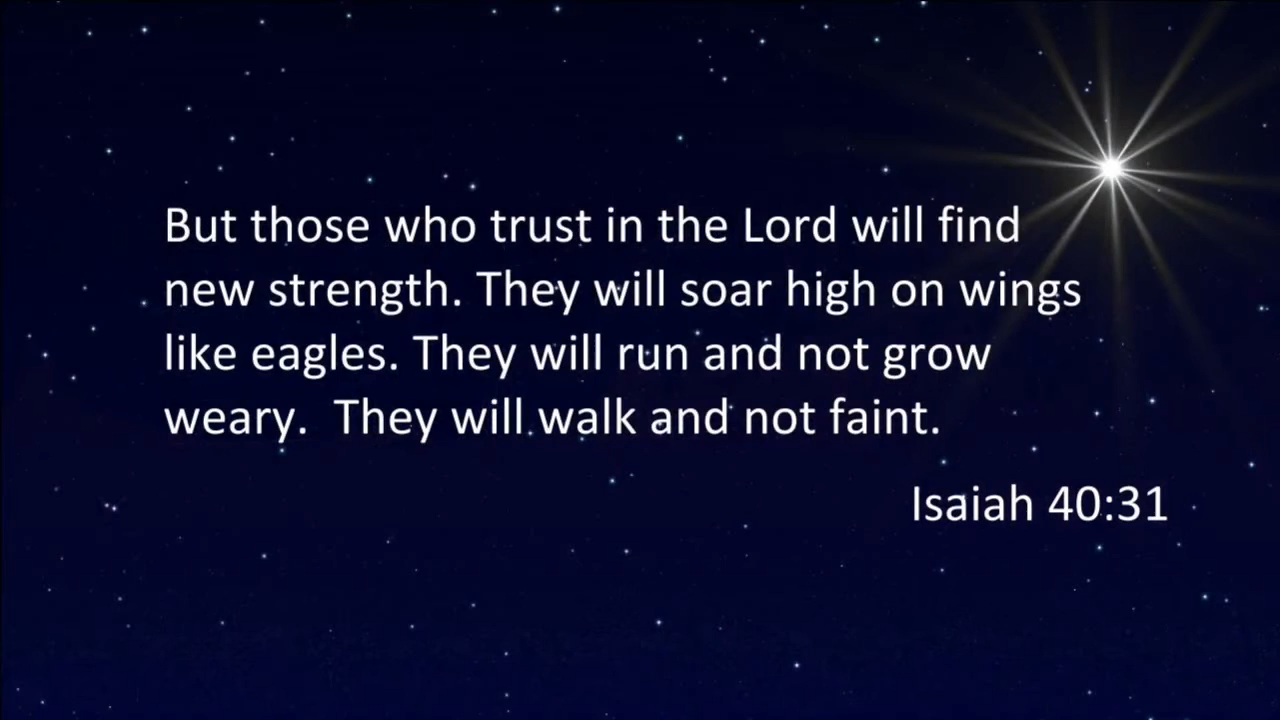 But those who trust in the Lord will find
new strength. They will soar high on wings
like eagles. They will run and not grow
weary.  They will walk and not faint.
Isaiah 40:31